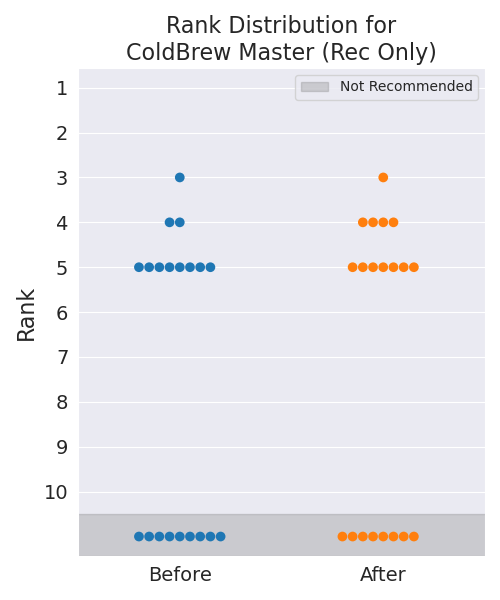 Rank Distribution for
ColdBrew Master (Rec Only)
Not Recommended
1
2
3
4
5
6
7
8
9
10
Rank
Before
After